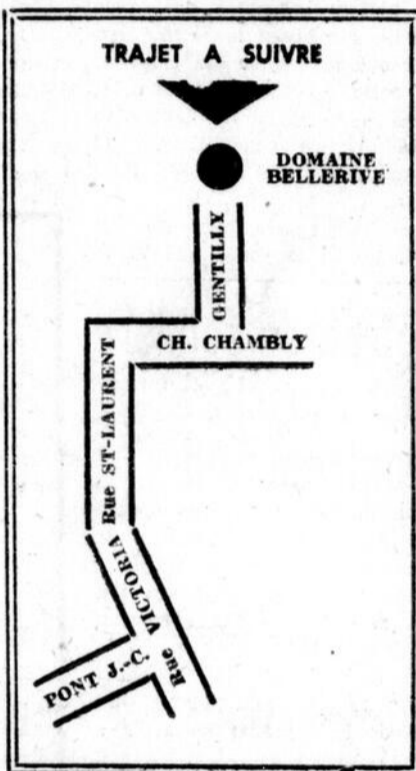 TRAJET A SUIVRE
DOMAINE
BELLERIVE
GENTILLY
CH. CHAMBLY
Rue ST-LAURENT
Rue VICTORIA
PONT J.-C.